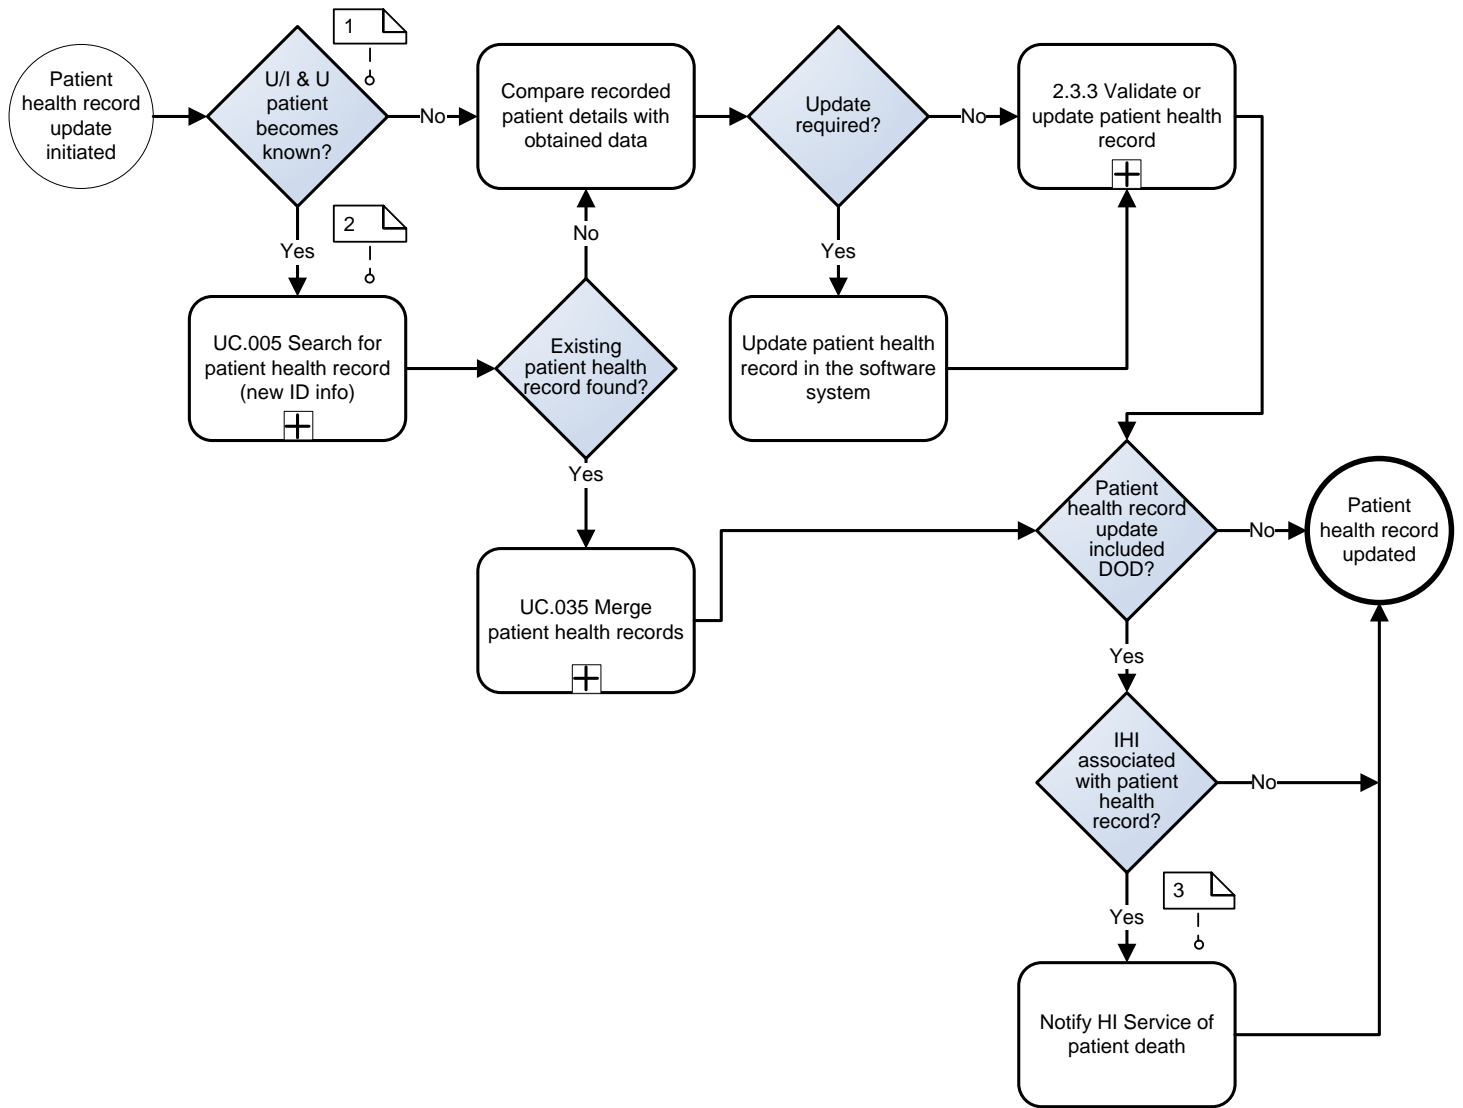 Patient
health record
update
initiated
U/I & U
patient
becomes
known?
1
No
Compare recorded
patient details with
obtained data
Update
required?
No
2.3.3 Validate or
update patient health
record
Yes
2
No
Yes
UC.005 Search for
patient health record
(new ID info)
Existing
patient health
record found?
Update patient health
record in the software
system
Yes
UC.035 Merge
patient health records
Patient
health record
update
included
DOD?
No
Patient
health record
updated
Yes
IHI
associated
with patient
health
record?
No
Yes
3
Notify HI Service of
patient death